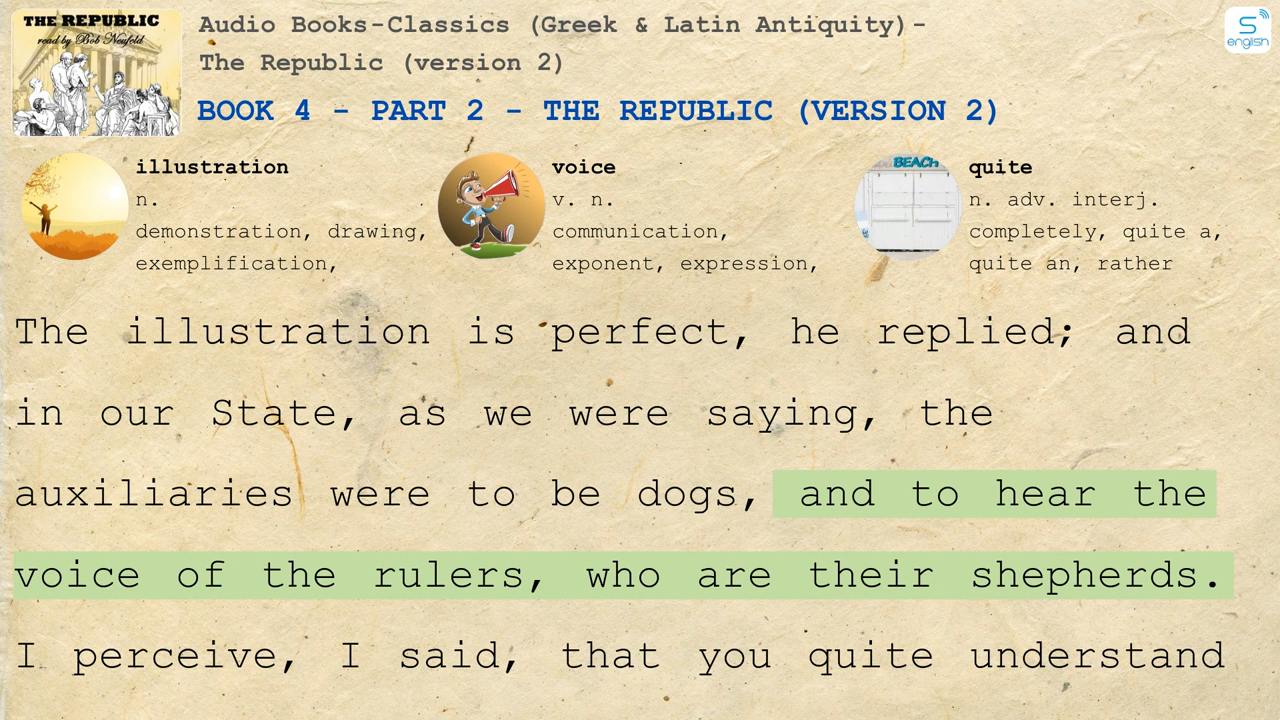 THE REPUBLIC
read by Bob Neufeld
Audio Books-Classics (Greek & Latin Antiquity)-
The Republic (version 2)
BOOK 4 - PART 2 - THE REPUBLIC (VERSION 2)
S
english
illustration
n.
demonstration, drawing,
exemplification,
voice
v. n.
communication,
exponent, expression,
BEACH
quite
n. adv. interj.
completely, quite a,
quite an, rather
The illustration is perfect, he replied; and
in our State, as we were saying, the
auxiliaries were to be dogs, and to hear the
voice of the rulers, who are their shepherds.
I perceive, I said, that you quite understand